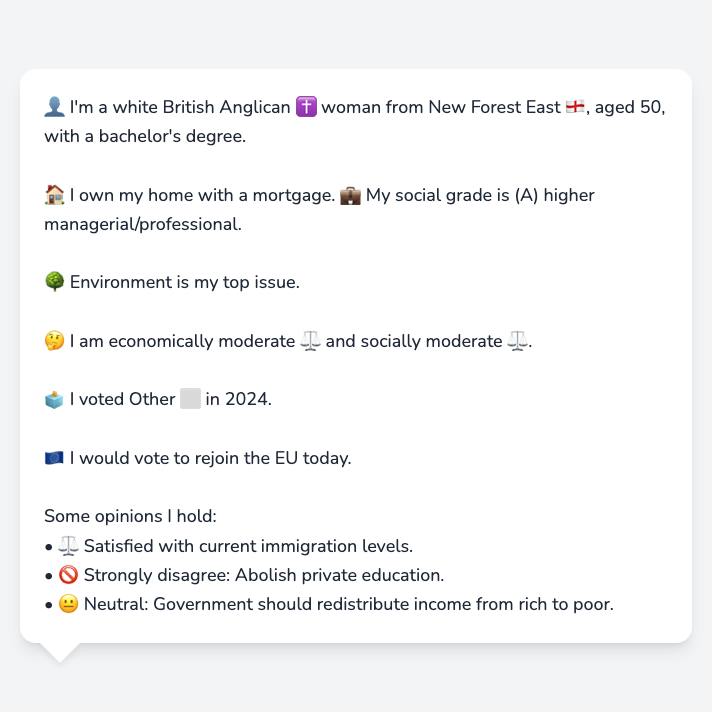 👤 I'm a white British Anglican ✝️ woman from New Forest East 🏴󠁧󠁢󠁥󠁮󠁧󠁿, aged 50,
with a bachelor's degree.
🏠 I own my home with a mortgage. 💼 My social grade is (A) higher
managerial/professional.
🌳 Environment is my top issue.
🤔 I am economically moderate ⚖️ and socially moderate ⚖️.
🗳️ I voted Other ⬜ in 2024.
🇪🇺 I would vote to rejoin the EU today.
Some opinions I hold:
• ⚖️ Satisfied with current immigration levels.
• 🚫 Strongly disagree: Abolish private education.
• 😐 Neutral: Government should redistribute income from rich to poor.